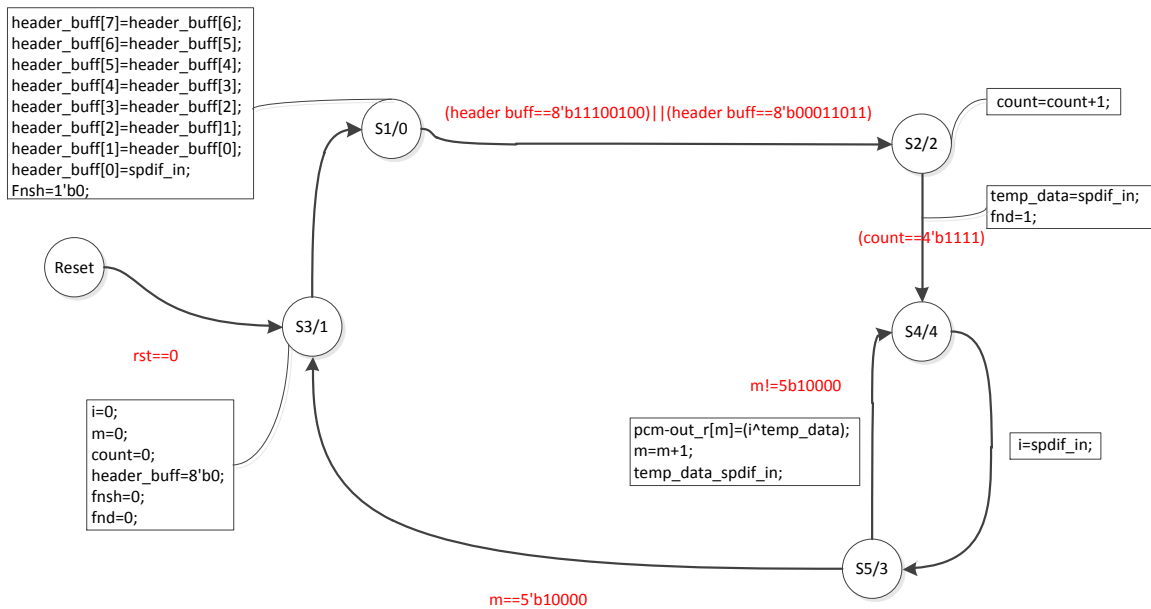 header_buff[7]=header_buff[6];
header_buff[6]=header_buff[5];
header_buff[5]=header_buff[4];
header_buff[4]=header_buff[3];
header_buff[3]=header_buff[2];
header_buff[2]=header_buff]1];
header_buff[1]=header_buff[0];
header_buff[0]=spdif_in;
Fnsh=1'b0;
S1/0
(header buff==8'b11100100)||(header buff==8'b00011011)
count=count+1;
S2/2
temp_data=spdif_in;
fnd=1;
(count==4'b1111)
Reset
S3/1
S4/4
rst==0
m!=5b10000
i=0;
m=0;
count=0;
header_buff=8'b0;
fnsh=0;
fnd=0;
pcm-out_r[m]=(i^temp_data);
m=m+1;
temp_data_spdif_in;
i=spdif_in;
S5/3
m==5'b10000